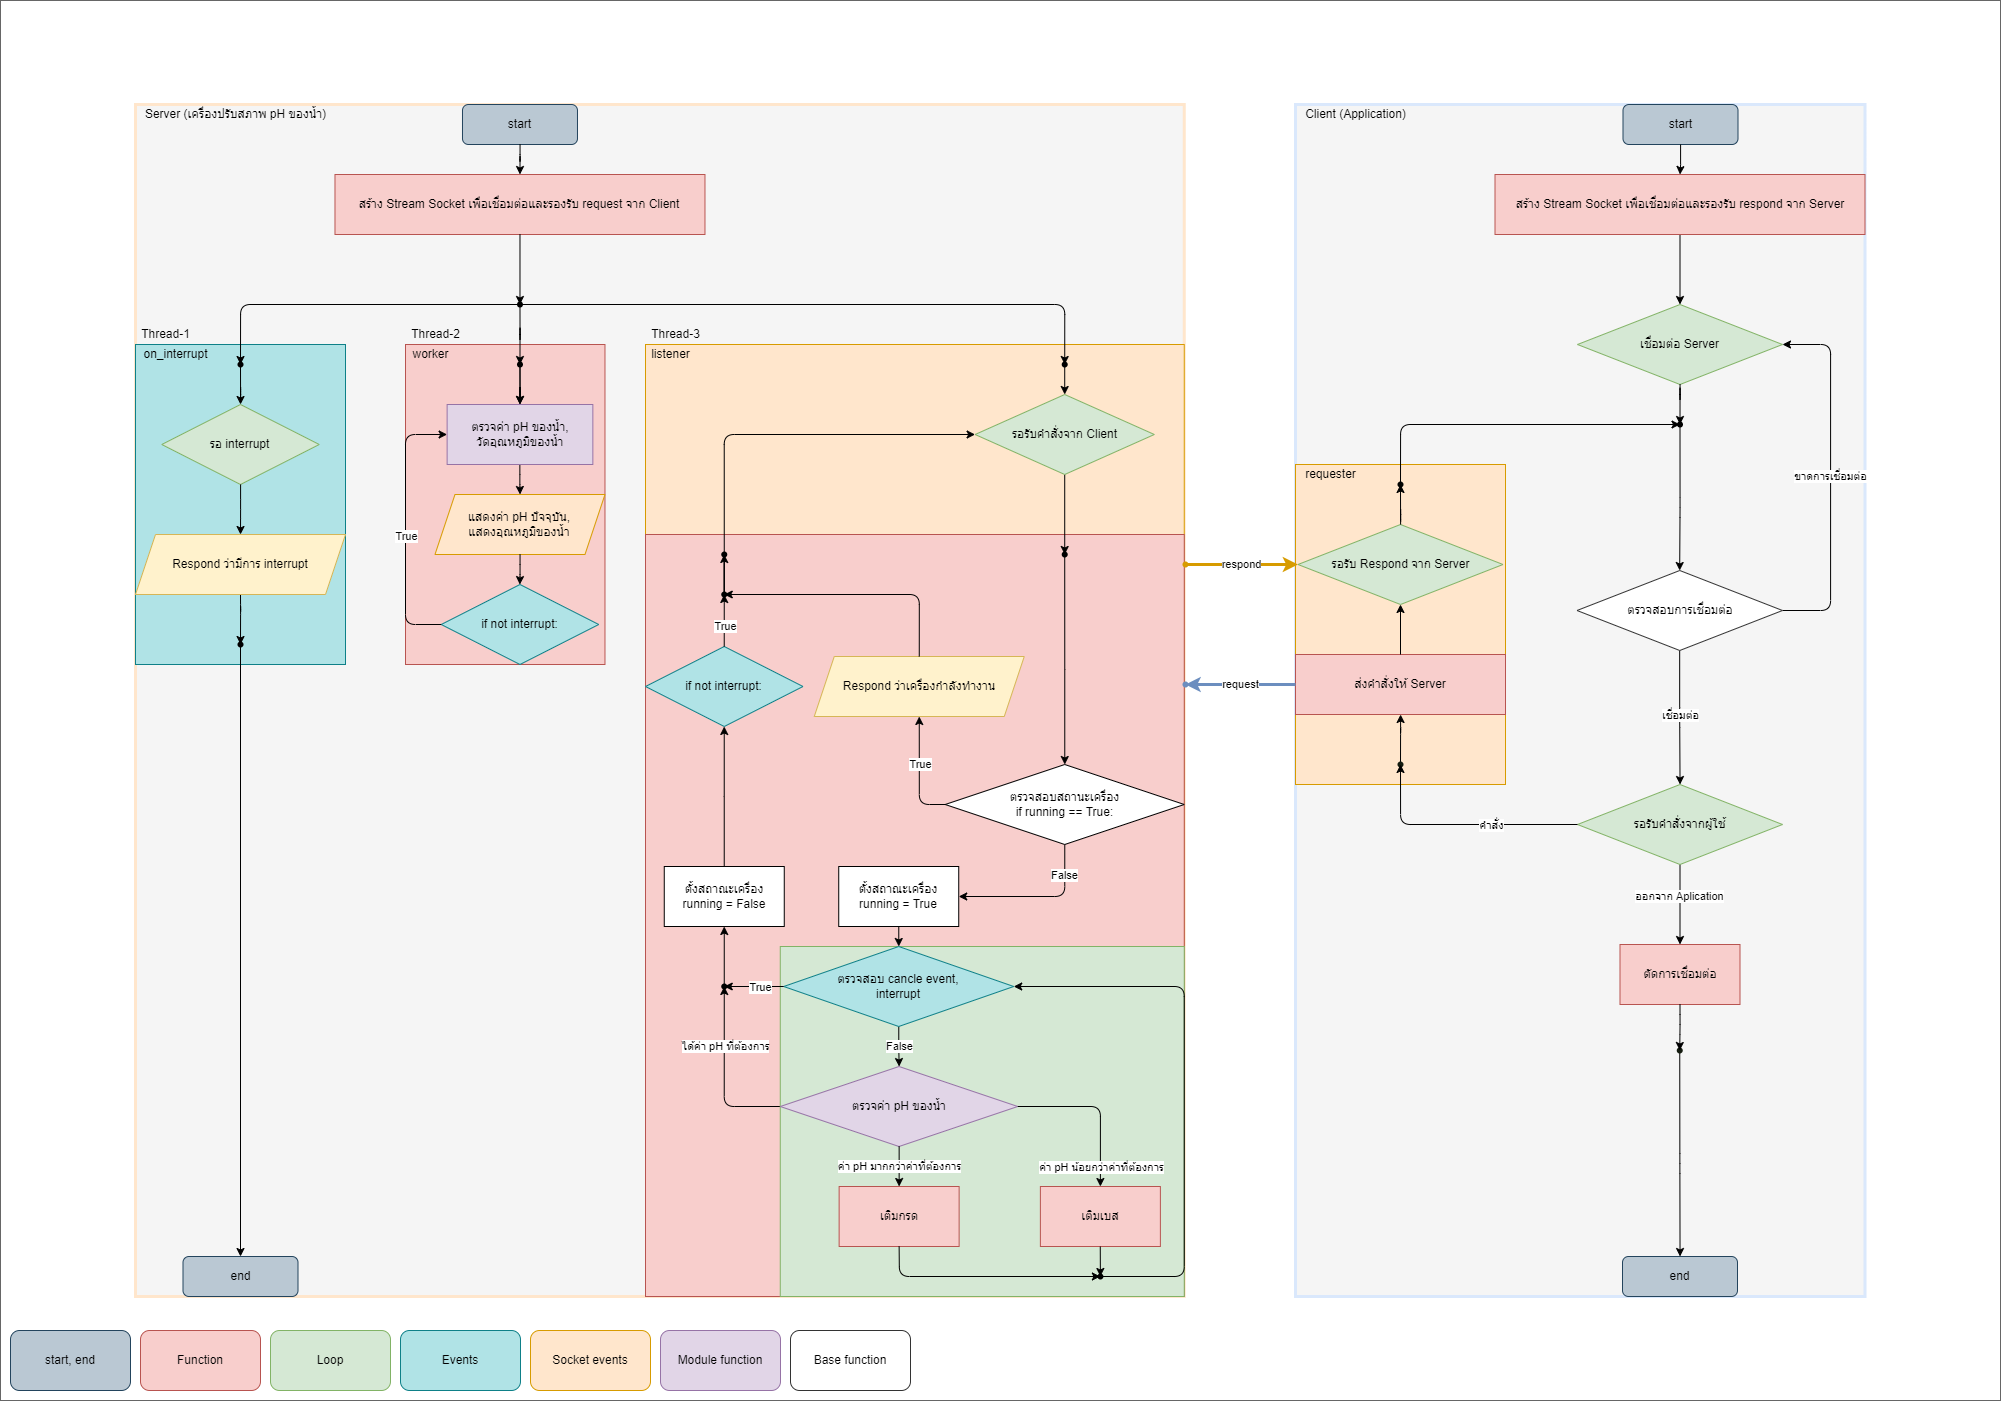 Server (เครื่องปรับสภาพ pH ของน้ำ)
start
สร้าง Stream Socket เพื่อเชื่อมต่อและรองรับ request จาก Client
Thread-1
on_interrupt
รอ interrupt
Respond ว่ามีการ interrupt
end
Thread-2
worker
ตรวจค่า pH ของน้ำ,
วัดอุณหภูมิของน้ำ
แสดงค่า pH ปัจจุบัน,
แสดงอุณหภูมิของน้ำ
True
if not interrupt:
Thread-3
listener
รอรับคำสั่งจาก Client
True
if not interrupt:
Respond ว่าเครื่องกำลังทำงาน
True
ตรวจสอบสถานะเครื่อง
if running == True:
False
ตั้งสถาณะเครื่อง
running = False
ตั้งสถาณะเครื่อง
running = True
ตรวจสอบ cancle event,
interrupt
True
ได้ค่า pH ที่ต้องการ
False
ตรวจค่า pH ของน้ำ
ค่า pH มากกว่าค่าที่ต้องการ
ค่า pH น้อยกว่าค่าที่ต้องการ
เติมกรด
เติมเบส
respond
request
Client (Application)
start
สร้าง Stream Socket เพื่อเชื่อมต่อและรองรับ respond จาก Server
เชื่อมต่อ Server
ขาดการเชื่อมต่อ
requester
รอรับ Respond จาก Server
ส่งคำสั่งให้ Server
ตรวจสอบการเชื่อมต่อ
เชื่อมต่อ
คำสั่ง
รอรับคำสั่งจากผู้ใช้
ออกจาก Aplication
ตัดการเชื่อมต่อ
end
start, end
Function
Loop
Events
Socket events
Module function
Base function